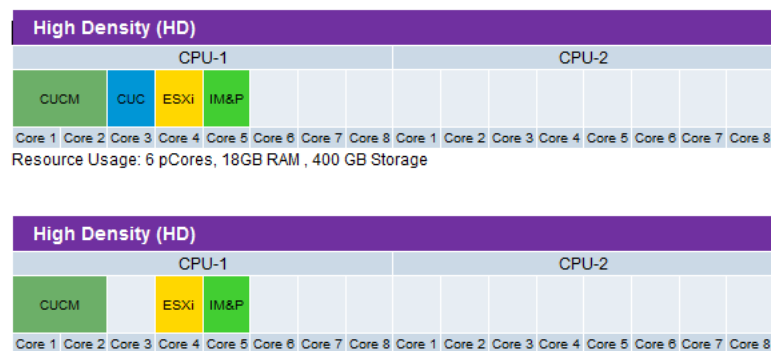 High Density (HD)
CPU-1 CPU-2
CUCM CUC ESXi IM&P
Core 1 Core 2 Core 3 Core 4 Core 5 Core 6 Core 7 Core 8 Core 1 Core 2 Core 3 Core 4 Core 5 Core 6 Core 7 Core 8
Resource Usage: 6 pCores, 18GB RAM , 400 GB Storage
High Density (HD)
CPU-1 CPU-2
CUCM ESXi IM&P
Core 1 Core 2 Core 3 Core 4 Core 5 Core 6 Core 7 Core 8 Core 1 Core 2 Core 3 Core 4 Core 5 Core 6 Core 7 Core 8